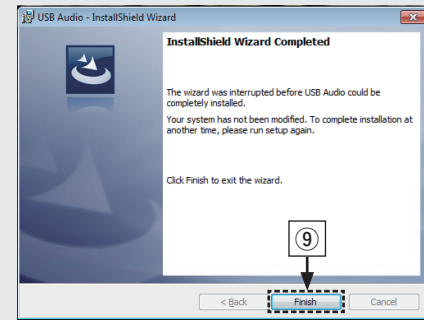 USB Audio - InstallShield Wizard
InstallShield Wizard Completed
The wizard was interrupted before USB Audio could be
completely installed.
Your system has not been modified. To complete installation at
another time, please run setup again.
Click Finish to exit the wizard.
⑨
< Back Finish Cancel